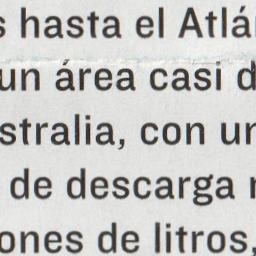 s hasta el Atlá
un área casi d
stralia, con un
de descarga
ones de litros,